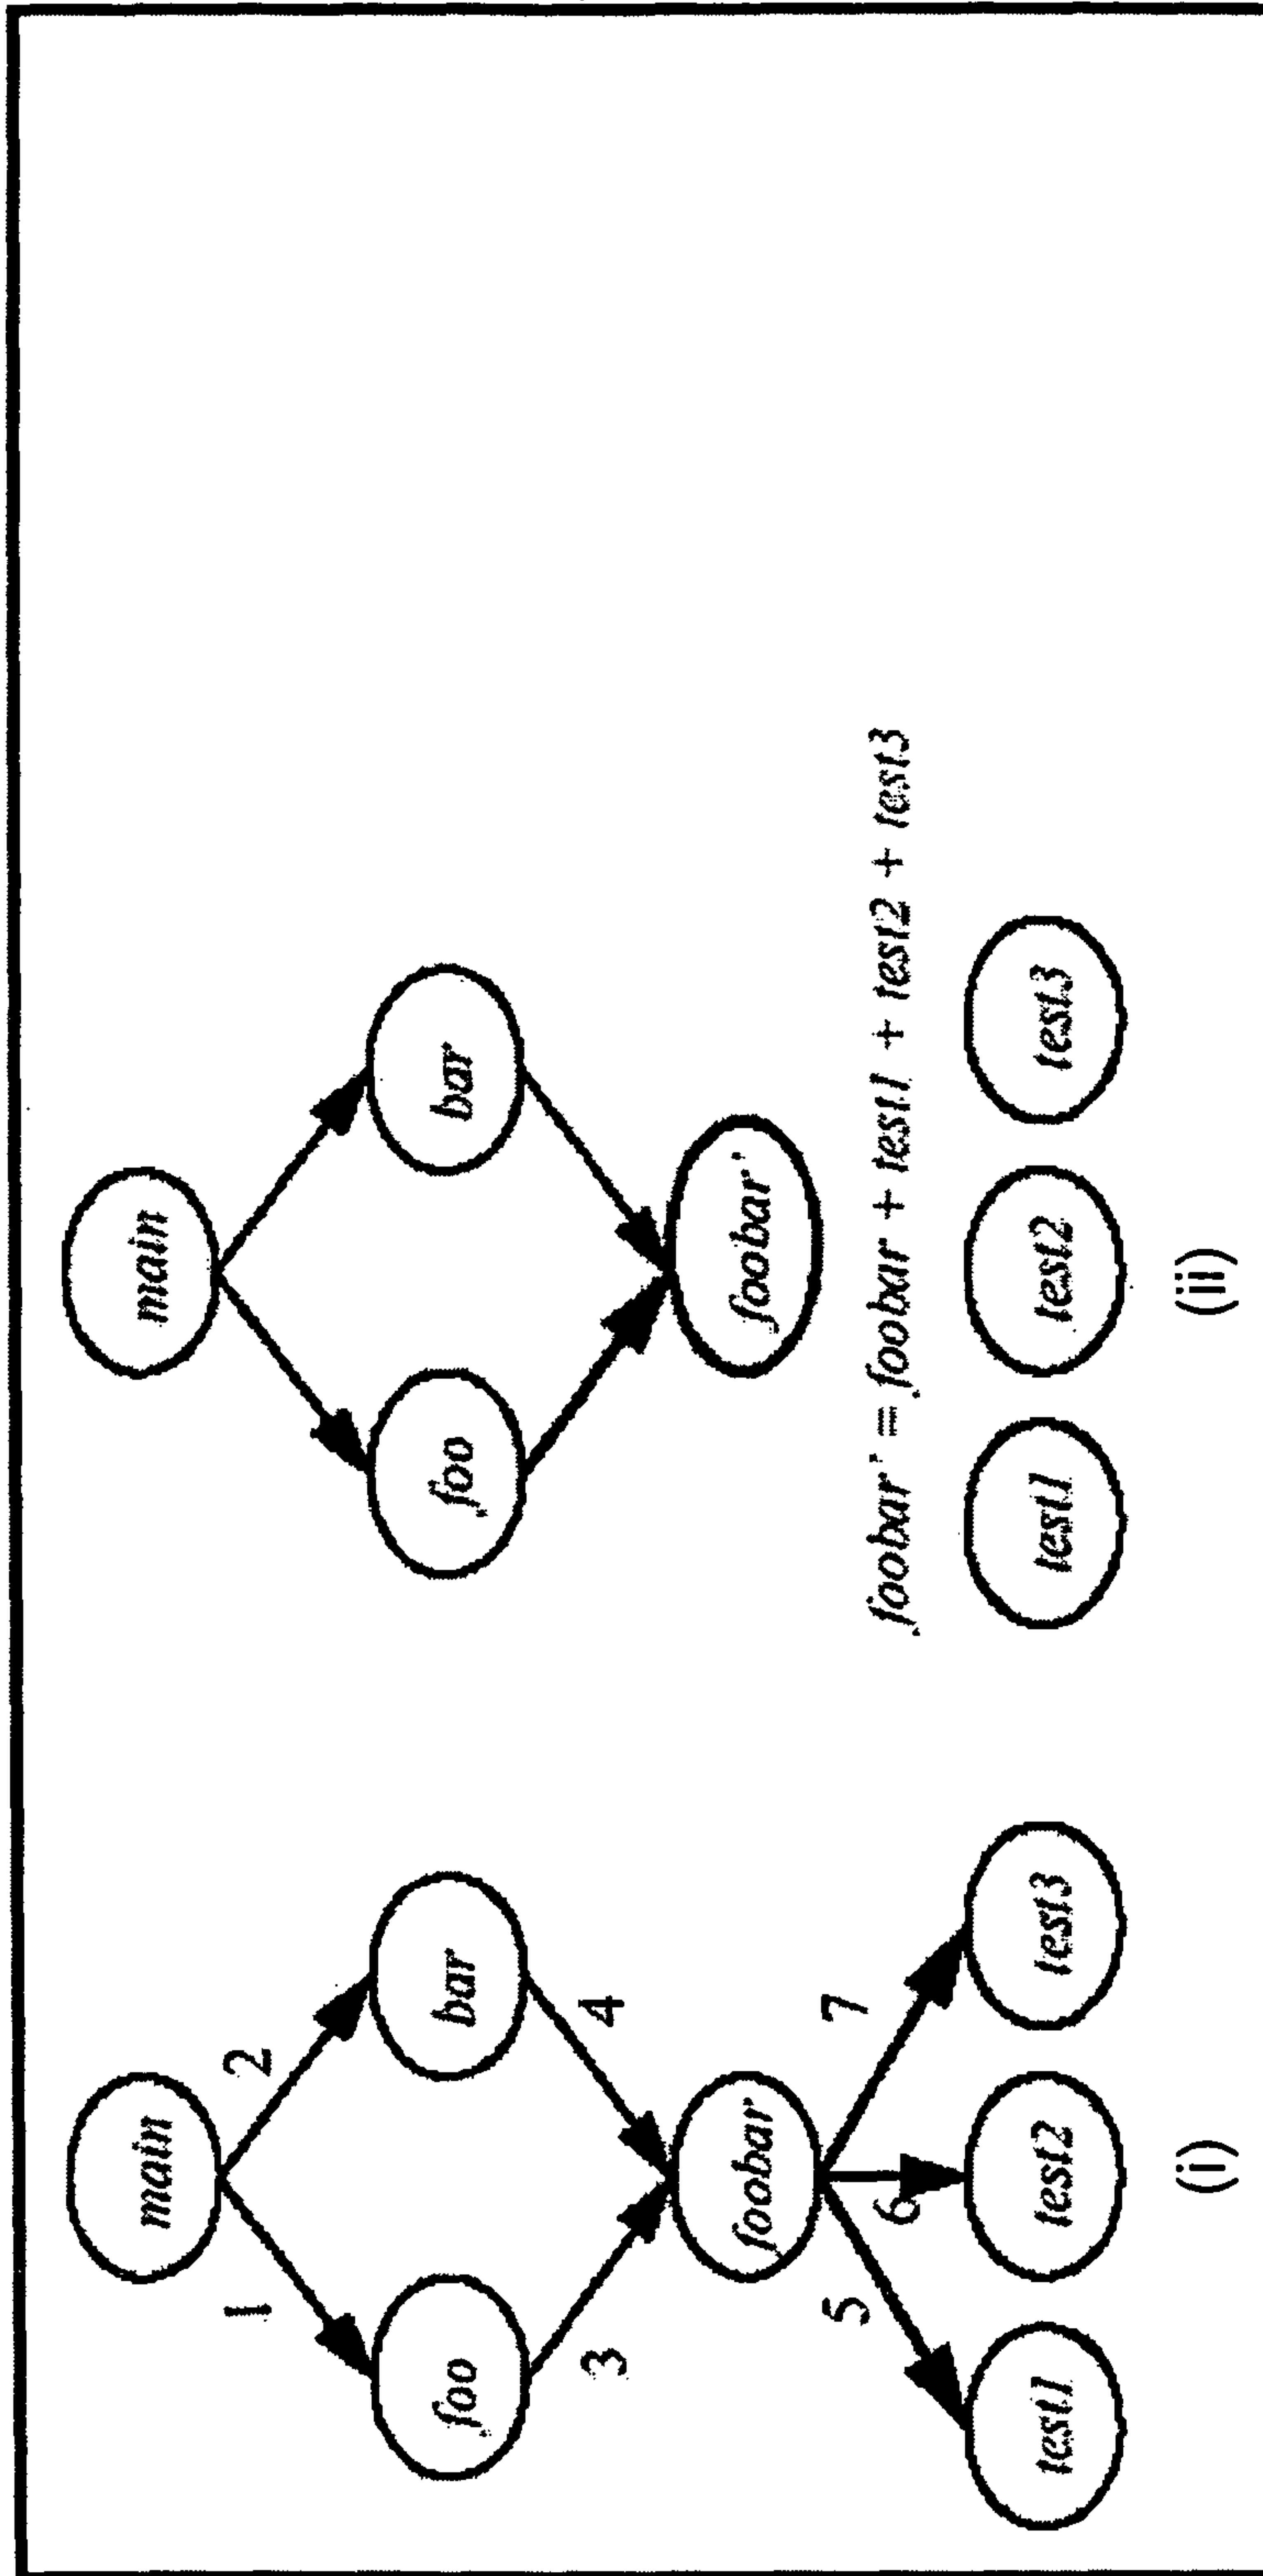 main
1
2
foo
bar
3
4
foobar
5
6
7
test1
test2
test3
(i)
main
foo
bar
foobar'
foobar' = foobar + test1 + test2 + test3
test1
test2
test3
(ii)